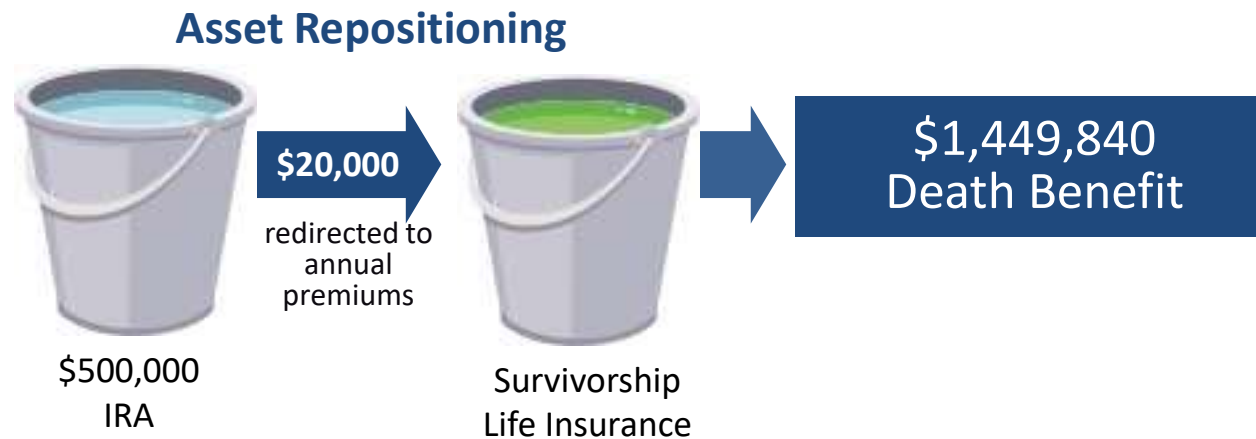 Asset Repositioning
$20,000
redirected to
annual
premiums
$500,000
IRA
Survivorship
Life Insurance
$1,449,840
Death Benefit